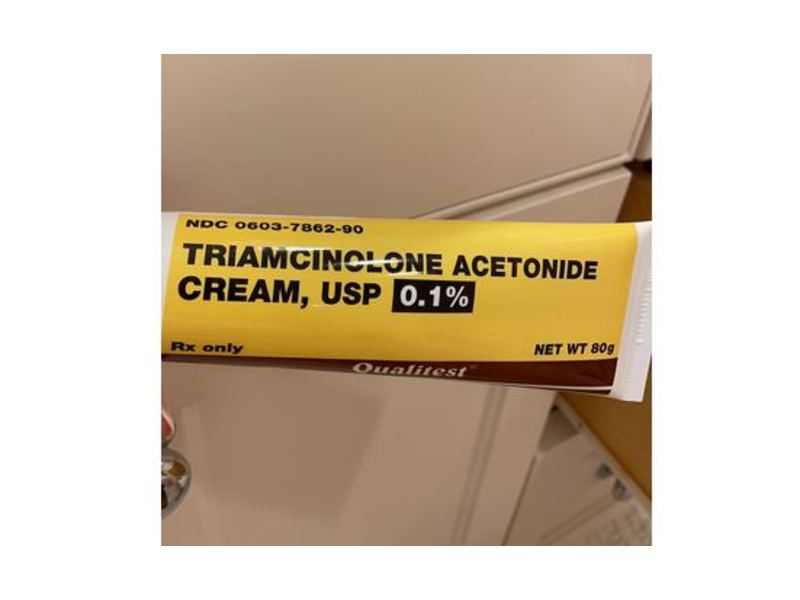 NDC 0603-7862-90
TRIAMCINOLONE ACETONIDE
CREAM, USP 0.1%
Rx only
NET WT 80g
Qualitest